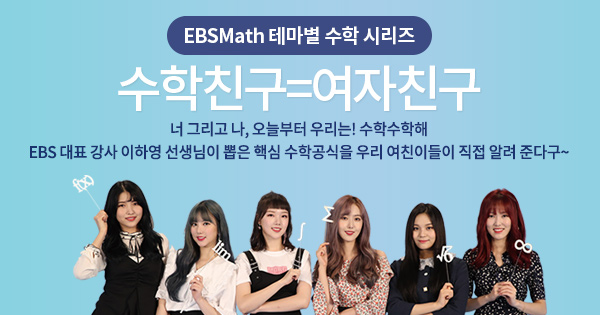 EBSMath 테마별 수학 시리즈
수학친구=여자친구
너 그리고 나, 오늘부터 우리는! 수학수학해
EBS 대표 강사 이하영 선생님이 뽑은 핵심 수학공식을 우리 여친이들이 직접 알려 준다구~
f(x)
lim
∫
Σ
√
∞